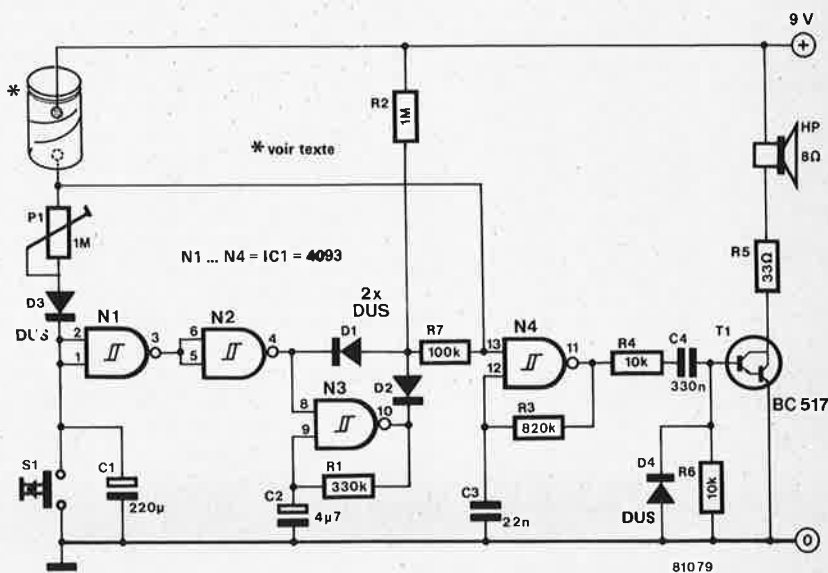 9 V
+
*
R2
1M
* voir texte
HP
8Ω
P1
1M
R5
33Ω
N1 ... N4 = IC1 = 4093
D3
DUS
N1
N2
2x
DUS
D1
R7
100k
N4
R4
10k
C4
330n
T1
BC 517
2
1
3
6
5
4
13
12
11
D2
N3
8
9
10
R3
820k
S1
C1
220µ
R1
330k
C2
4µ7
C3
22n
D4
DUS
R6
10k
0
81079